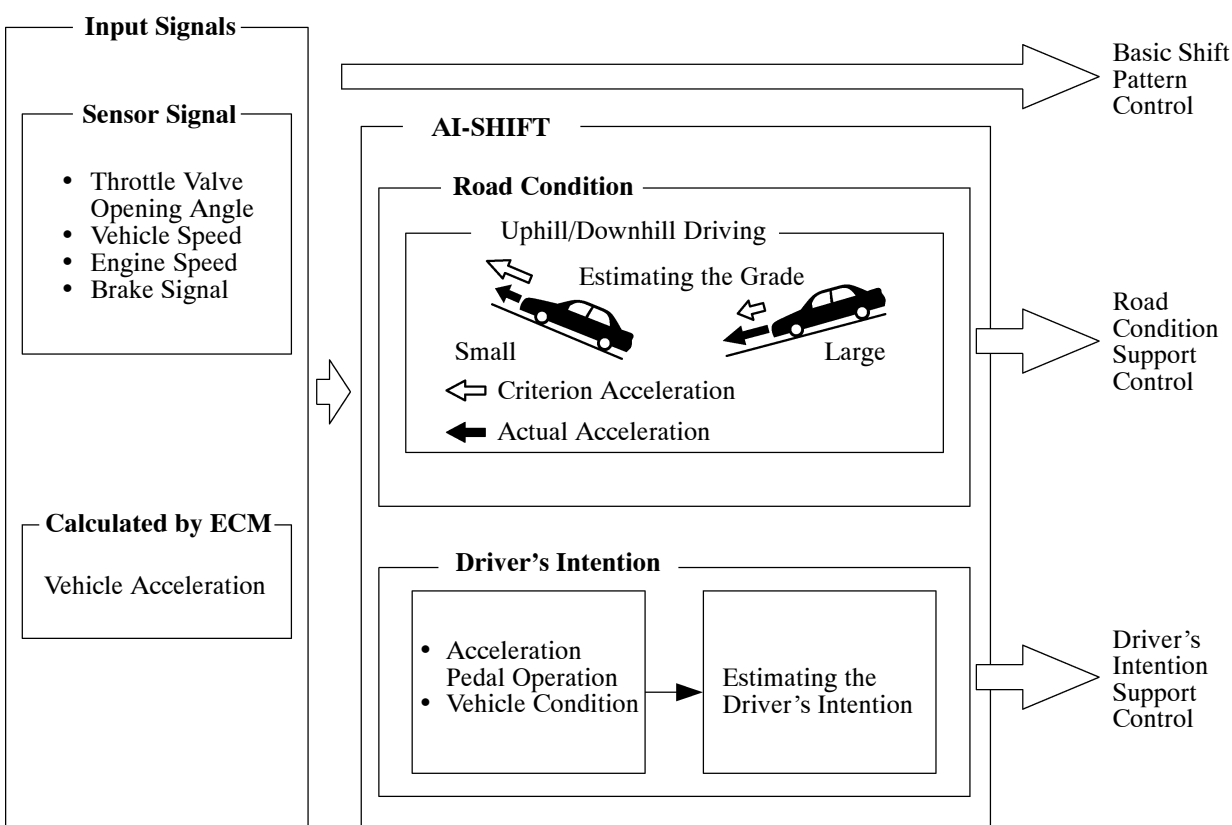 Input Signals
Sensor Signal
• Throttle Valve
Opening Angle
• Vehicle Speed
• Engine Speed
• Brake Signal
Calculated by ECM
Vehicle Acceleration
AI-SHIFT
Road Condition
Uphill/Downhill Driving
Estimating the Grade
Small
Large
Criterion Acceleration
Actual Acceleration
Driver's Intention
• Acceleration
Pedal Operation
• Vehicle Condition
Estimating the
Driver's Intention
Basic Shift
Pattern
Control
Road
Condition
Support
Control
Driver's
Intention
Support
Control